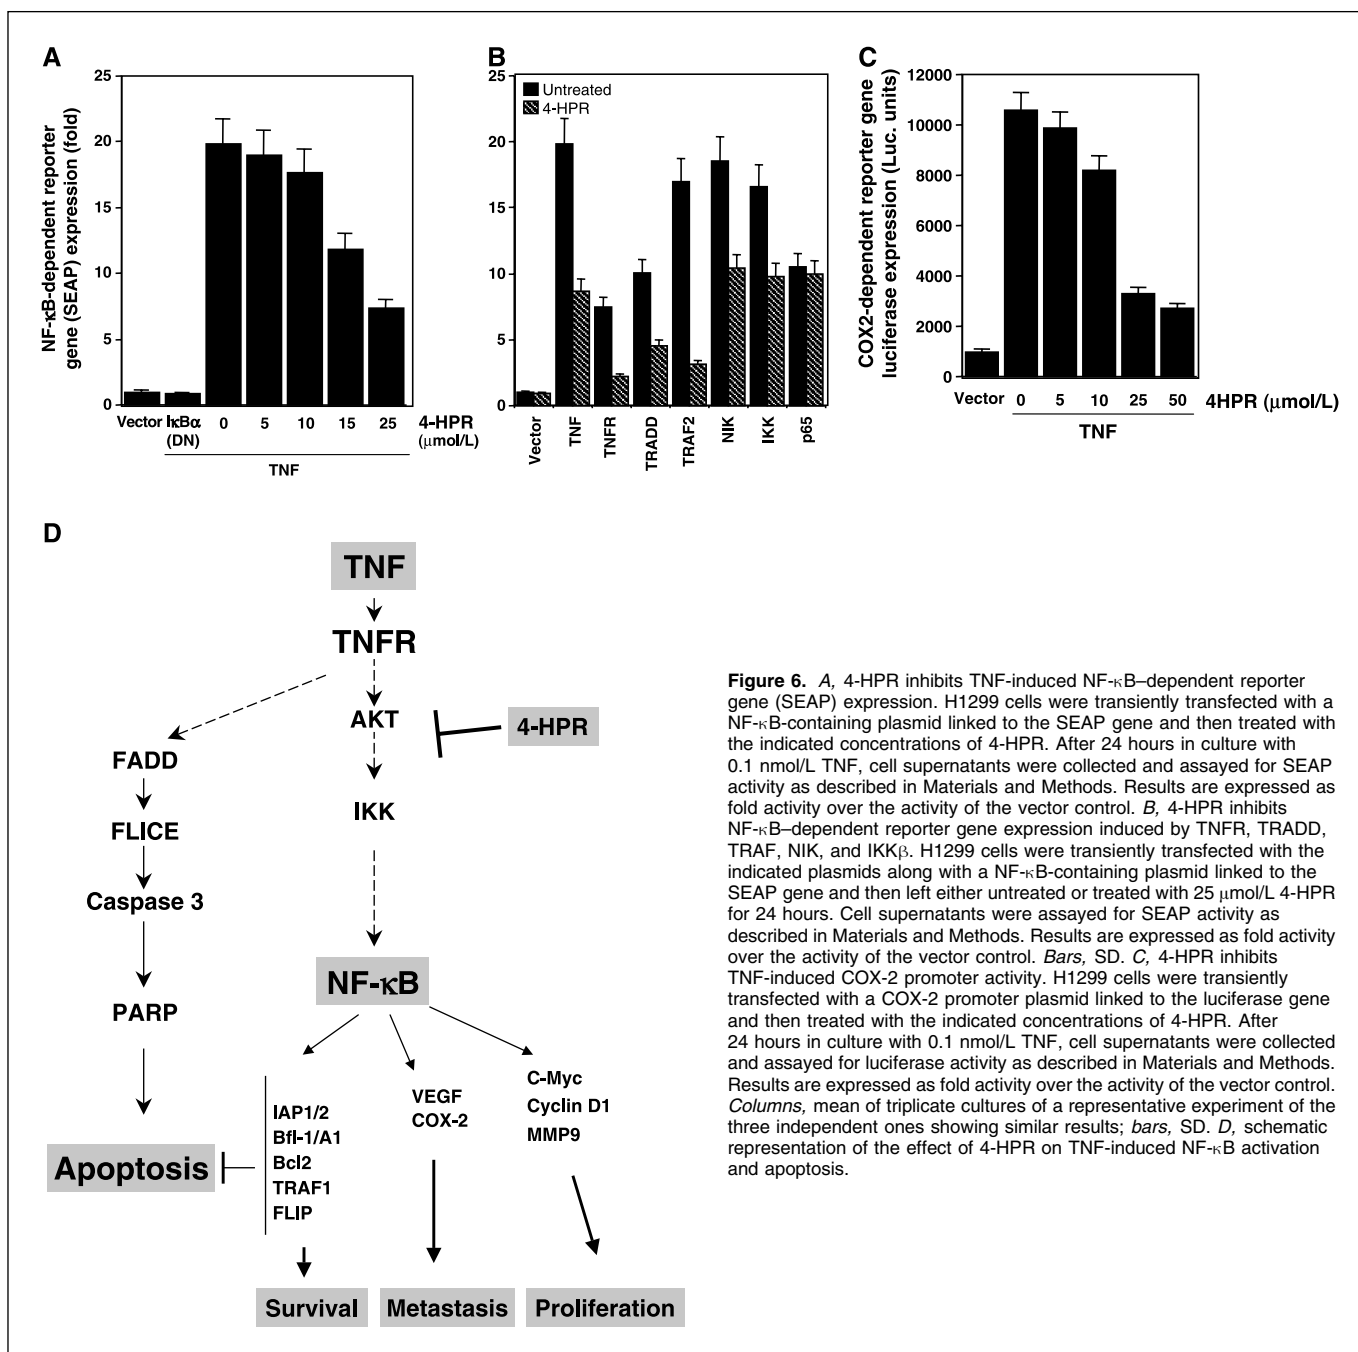 A
NF-κB-dependent reporter
gene (SEAP) expression (fold)
25
20
15
10
5
0
Vector
IκBα
(DN)
0
5
10
15
25
4-HPR
(μmol/L)
TNF
B
25
20
15
10
5
0
Untreated
4-HPR
Vector
TNF
TNFR
TRADD
TRAF2
NIK
IKK
p65
C
COX2-dependent reporter gene
luciferase expression (Luc. units)
12000
10000
8000
6000
4000
2000
0
Vector
0
5
10
25
50
4HPR (μmol/L)
TNF
D
TNF
TNFR
AKT
4-HPR
FADD
IKK
FLICE
Caspase 3
NF-κB
PARP
IAP1/2
Bfl-1/A1
Bcl2
TRAF1
FLIP
VEGF
COX-2
C-Myc
Cyclin D1
MMP9
Apoptosis
Survival
Metastasis
Proliferation
Figure 6. A, 4-HPR inhibits TNF-induced NF-κB–dependent reporter
gene (SEAP) expression. H1299 cells were transiently transfected with a
NF-κB-containing plasmid linked to the SEAP gene and then treated with
the indicated concentrations of 4-HPR. After 24 hours in culture with
0.1 nmol/L TNF, cell supernatants were collected and assayed for SEAP
activity as described in Materials and Methods. Results are expressed as
fold activity over the activity of the vector control. B, 4-HPR inhibits
NF-κB–dependent reporter gene expression induced by TNFR, TRADD,
TRAF, NIK, and IKKβ. H1299 cells were transiently transfected with the
indicated plasmids along with a NF-κB-containing plasmid linked to the
SEAP gene and then left either untreated or treated with 25 μmol/L 4-HPR
for 24 hours. Cell supernatants were assayed for SEAP activity as
described in Materials and Methods. Results are expressed as fold activity
over the activity of the vector control. Bars, SD. C, 4-HPR inhibits
TNF-induced COX-2 promoter activity. H1299 cells were transiently
transfected with a COX-2 promoter plasmid linked to the luciferase gene
and then treated with the indicated concentrations of 4-HPR. After
24 hours in culture with 0.1 nmol/L TNF, cell supernatants were collected
and assayed for luciferase activity as described in Materials and Methods.
Results are expressed as fold activity over the activity of the vector control.
Columns, mean of triplicate cultures of a representative experiment of the
three independent ones showing similar results; bars, SD. D, schematic
representation of the effect of 4-HPR on TNF-induced NF-κB activation
and apoptosis.